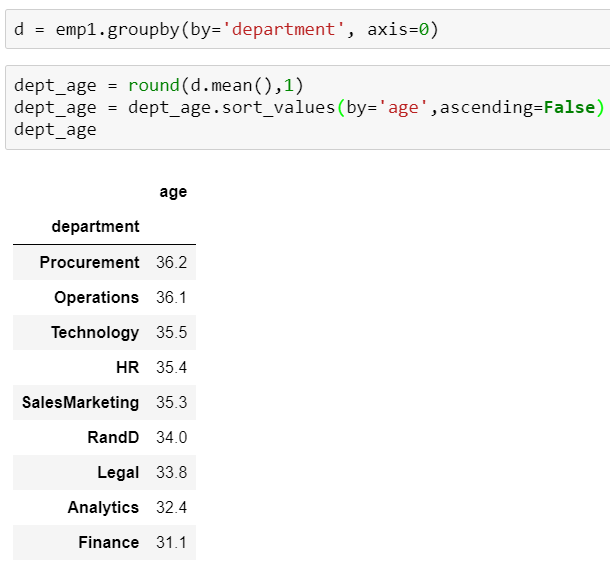 d = emp1.groupby(by='department', axis=0)
dept_age = round(d.mean(),1)
dept_age = dept_age.sort_values(by='age',ascending=False)
dept_age
age
department
Procurement 36.2
Operations 36.1
Technology 35.5
HR 35.4
SalesMarketing 35.3
RandD 34.0
Legal 33.8
Analytics 32.4
Finance 31.1